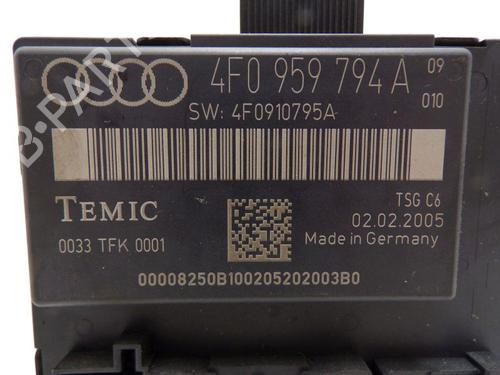 4F0 959 794 A 09
010
SW: 4F0910795A
TEMIC
TSG C6
02.02.2005
0033 TFK 0001
Made in Germany
00008250B100205202003B0
B-PARTS